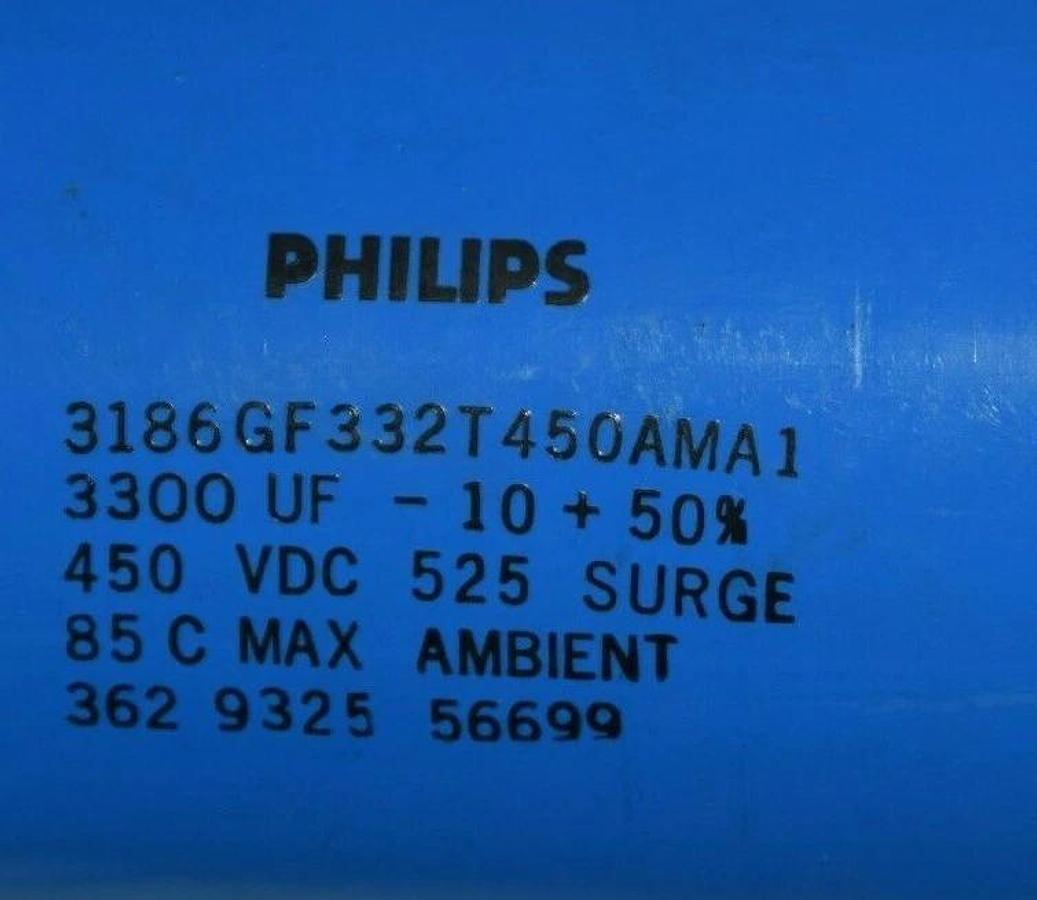 PHILIPS
3186GF332T450AMA1
3300 UF - 10 + 50%
450 VDC 525 SURGE
85 C MAX AMBIENT
362 9325 56699